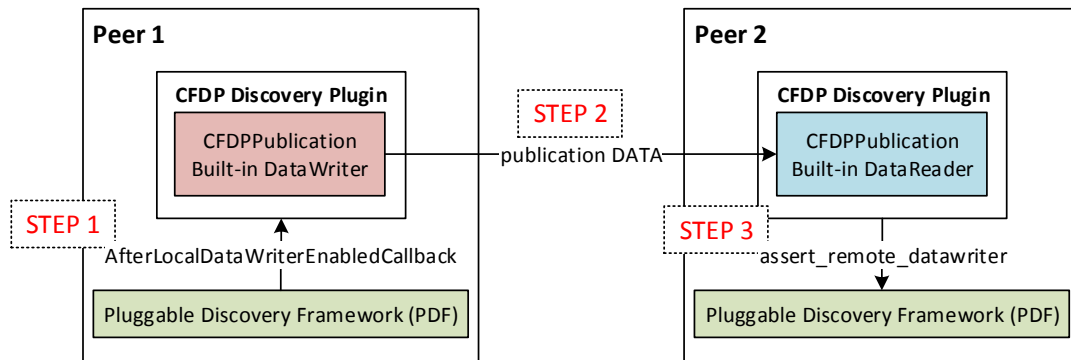 Peer 1
CFDP Discovery Plugin
CFDPPublication
Built-in DataWriter
STEP 1
AfterLocalDataWriterEnabledCallback
Pluggable Discovery Framework (PDF)
STEP 2
publication DATA
Peer 2
CFDP Discovery Plugin
CFDPPublication
Built-in DataReader
STEP 3
assert_remote_datawriter
Pluggable Discovery Framework (PDF)